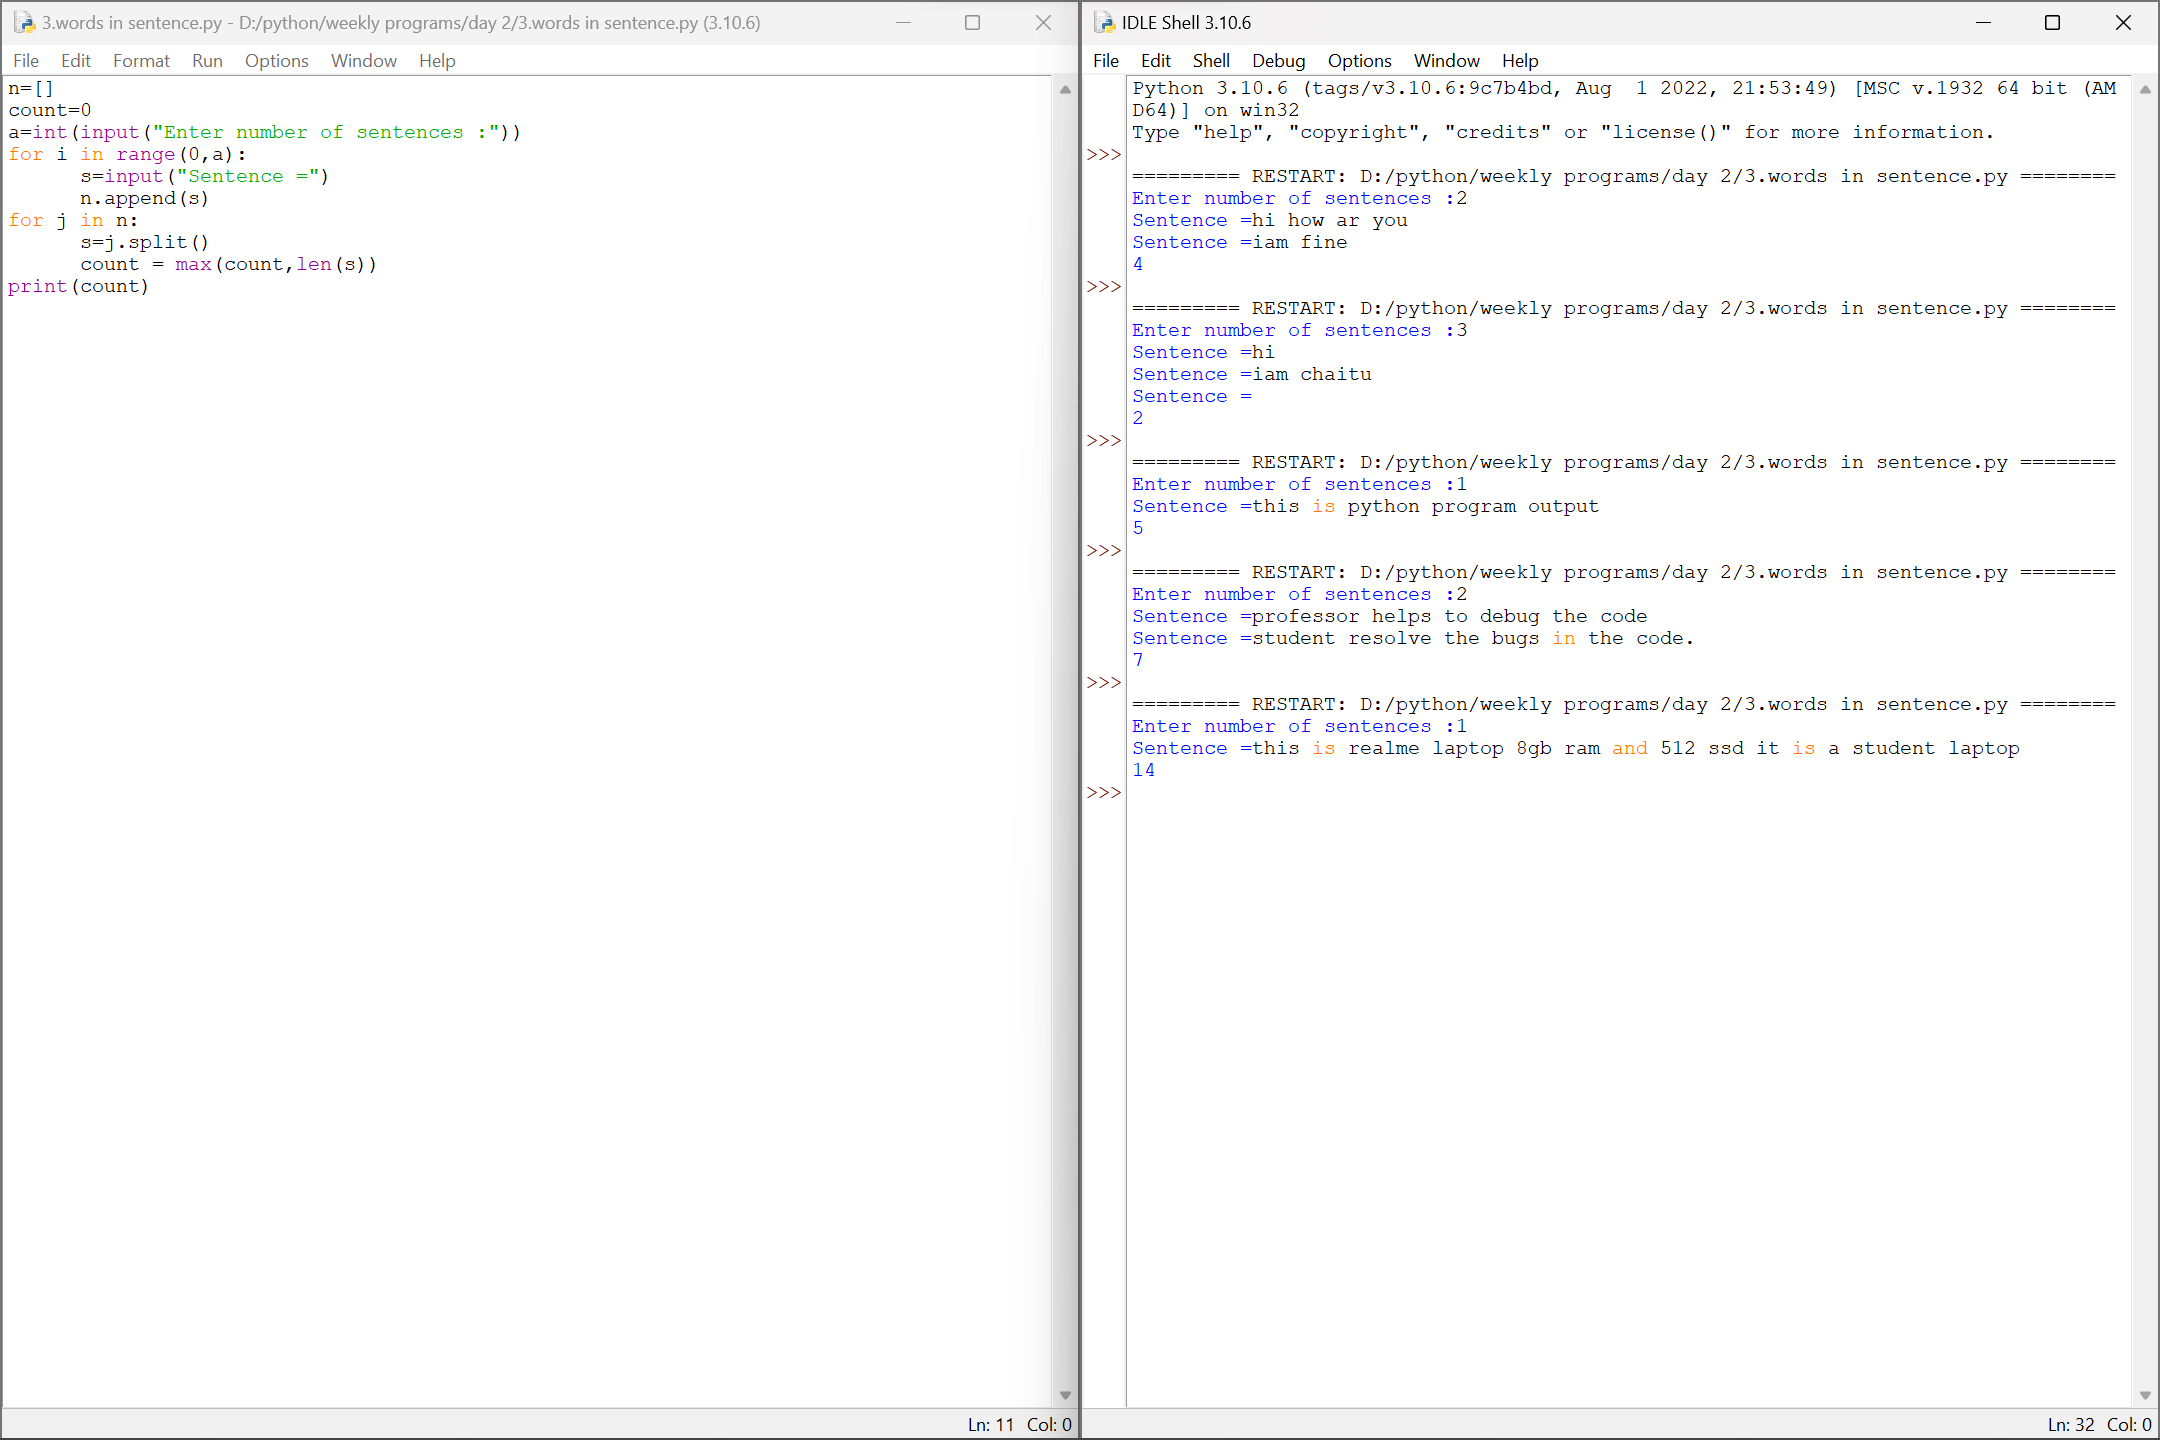 3.words in sentence.py - D:/python/weekly programs/day 2/3.words in sentence.py (3.10.6)
File Edit Format Run Options Window Help
n=[]
count=0
a=int(input("Enter number of sentences :"))
for i in range(0,a):
      s=input("Sentence =")
      n.append(s)
for j in n:
      s=j.split()
      count = max(count,len(s))
print(count)
Ln: 11 Col: 0
IDLE Shell 3.10.6
File Edit Shell Debug Options Window Help
Python 3.10.6 (tags/v3.10.6:9c7b4bd, Aug  1 2022, 21:53:49) [MSC v.1932 64 bit (AM
D64)] on win32
Type "help", "copyright", "credits" or "license()" for more information.
>>>
========= RESTART: D:/python/weekly programs/day 2/3.words in sentence.py ========
Enter number of sentences :2
Sentence =hi how ar you
Sentence =iam fine
4
>>>
========= RESTART: D:/python/weekly programs/day 2/3.words in sentence.py ========
Enter number of sentences :3
Sentence =hi
Sentence =iam chaitu
Sentence =
2
>>>
========= RESTART: D:/python/weekly programs/day 2/3.words in sentence.py ========
Enter number of sentences :1
Sentence =this is python program output
5
>>>
========= RESTART: D:/python/weekly programs/day 2/3.words in sentence.py ========
Enter number of sentences :2
Sentence =professor helps to debug the code
Sentence =student resolve the bugs in the code.
7
>>>
========= RESTART: D:/python/weekly programs/day 2/3.words in sentence.py ========
Enter number of sentences :1
Sentence =this is realme laptop 8gb ram and 512 ssd it is a student laptop
14
>>>
Ln: 32 Col: 0